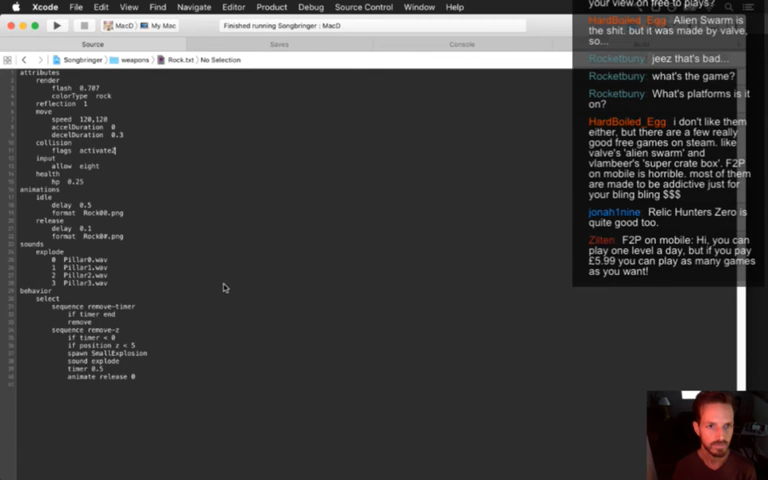 Xcode File Edit View Find Navigate Editor Product Debug Source Control Window Help
MacD My Mac
Finished running Songbringer : MacD
Source Saves Console
Songbringer weapons Rock.txt No Selection
attributes
render
flash 0.707
colorType rock
reflection 1
move
speed 120,120
accelDuration 0
decelDuration 0.3
collision
flags activateZ
input
allow eight
health
hp 0.25
animations
idle
delay 0.5
format Rock00.png
release
delay 0.1
format Rock00.png
sounds
explode
0 Pillar0.wav
1 Pillar1.wav
2 Pillar2.wav
3 Pillar3.wav
behavior
select
sequence remove-timer
if timer end
remove
sequence remove-z
if timer < 0
if position z < 5
spawn SmallExplosion
sound explode
timer 0.5
animate release 0
your view on free to plays?
HardBoiled_Egg Alien Swarm is
the shit. but it was made by valve,
so...
Rocketbuny: jeez that's bad...
Rocketbuny: what's the game?
Rocketbuny: What's platforms is it
on?
HardBoiled_Egg i don't like them
either, but there are a few really
good free games on steam. like
valve's 'alien swarm' and
vlambeer's 'super crate box'. F2P
on mobile is horrible. most of them
are made to be addictive just for
your bling bling $$$
jonah1nine: Relic Hunters Zero is
quite good too.
Zilten: F2P on mobile: Hi, you can
play one level a day, but if you pay
£5.99 you can play as many games
as you want!